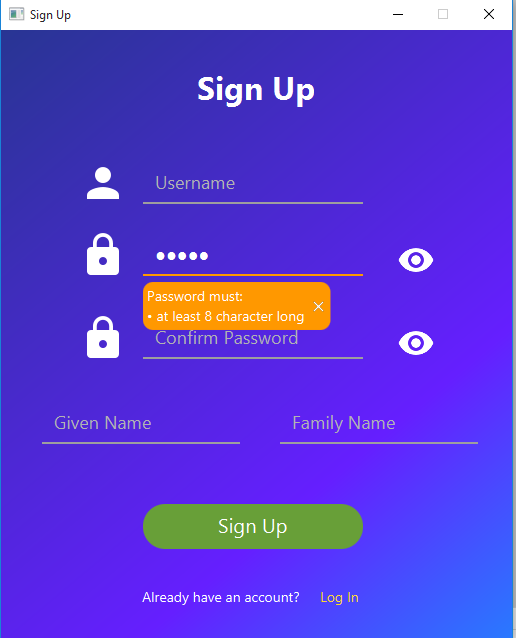 Sign Up
Sign Up
Username
•••••
Password must:
• at least 8 character long
Confirm Password
Given Name Family Name
Sign Up
Already have an account? Log In